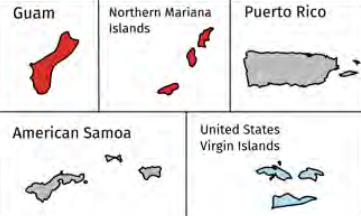 Guam
Northern Mariana
Islands
Puerto Rico
American Samoa
United States
Virgin Islands